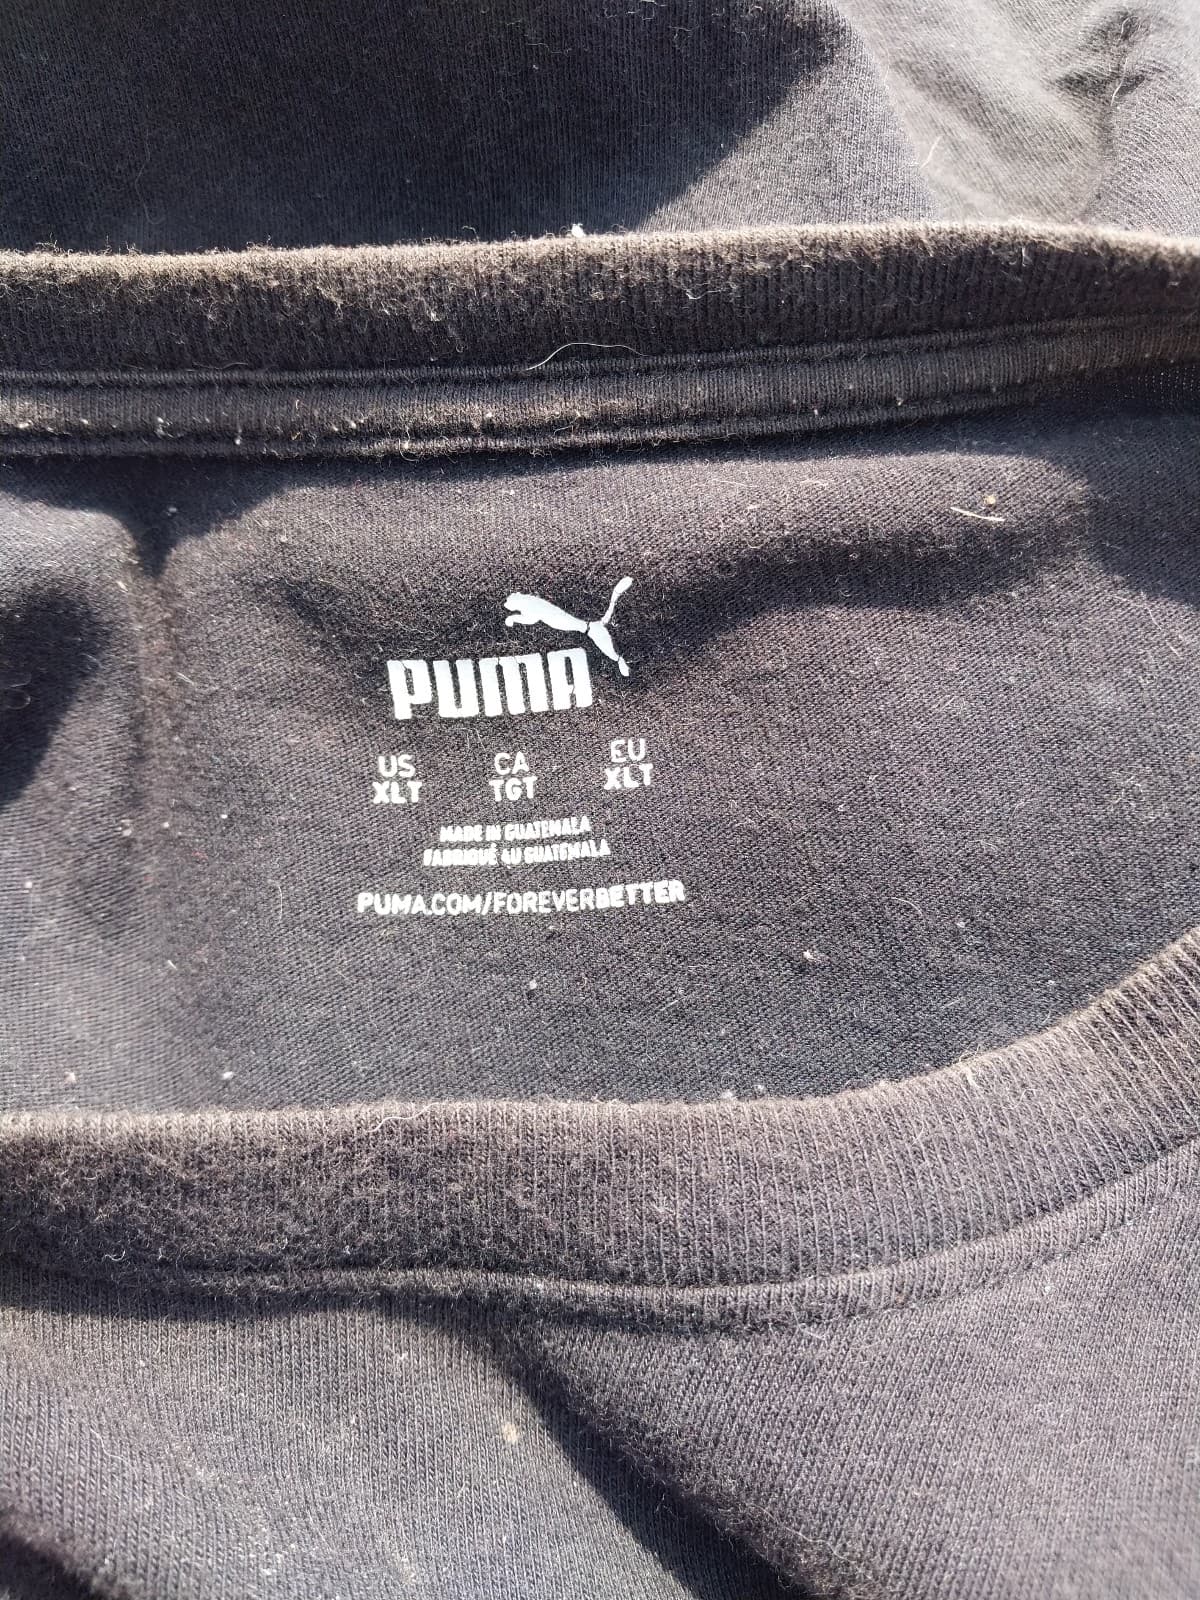 PUMA
US CA EU
XLT TGT XLT
MADE IN GUATEMALA
FABRIQUÉ AU GUATEMALA
PUMA.COM/FOREVERBETTER